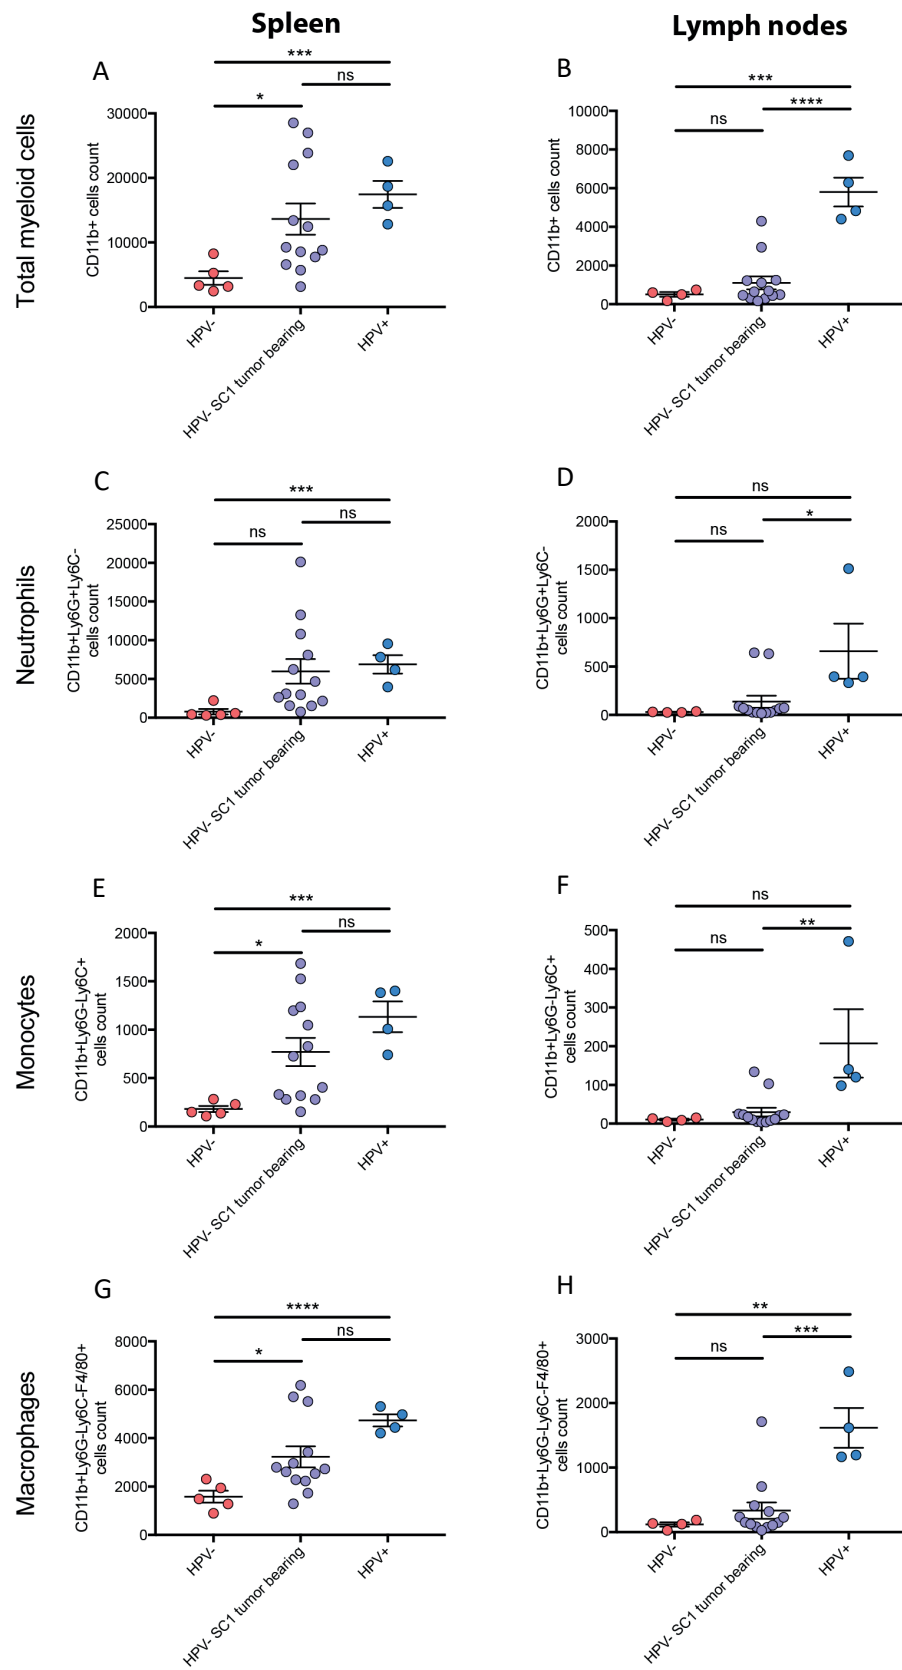 Spleen
Lymph nodes
Total myeloid cells
A
***
ns
*
CD11b+ cells count
30000
20000
10000
0
HPV-
HPV- SC1 tumor bearing
HPV+
B
***
****
ns
CD11b+ cells count
10000
8000
6000
4000
2000
0
HPV-
HPV- SC1 tumor bearing
HPV+
Neutrophils
C
***
ns
ns
CD11b+Ly6G+Ly6C-
cells count
25000
20000
15000
10000
5000
0
HPV-
HPV- SC1 tumor bearing
HPV+
D
ns
*
ns
CD11b+Ly6G+Ly6C-
cells count
2000
1500
1000
500
0
HPV-
HPV- SC1 tumor bearing
HPV+
Monocytes
E
***
ns
*
CD11b+Ly6G-Ly6C+
cells count
2000
1500
1000
500
0
HPV-
HPV- SC1 tumor bearing
HPV+
F
ns
**
ns
CD11b+Ly6G-Ly6C+
cells count
500
400
300
200
100
0
HPV-
HPV- SC1 tumor bearing
HPV+
Macrophages
G
****
ns
*
CD11b+Ly6G-Ly6C-F4/80+
cells count
8000
6000
4000
2000
0
HPV-
HPV- SC1 tumor bearing
HPV+
H
**
***
ns
CD11b+Ly6G-Ly6C-F4/80+
cells count
3000
2000
1000
0
HPV-
HPV- SC1 tumor bearing
HPV+